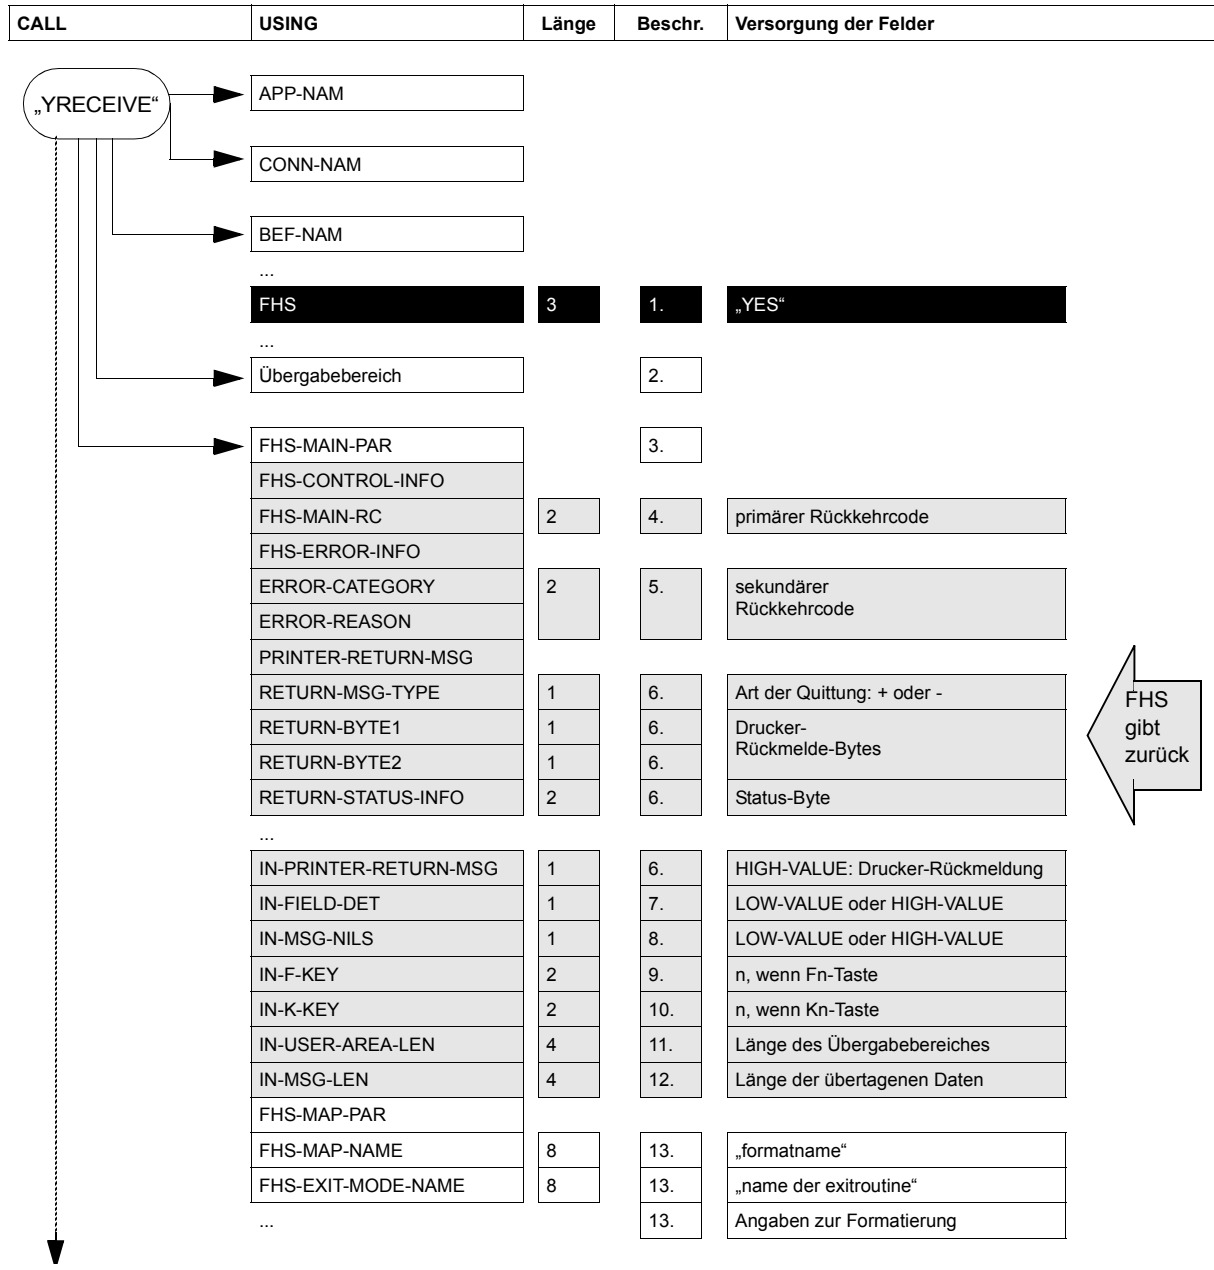 CALL USING Länge Beschr. Versorgung der Felder
„YRECEIVE“
APP-NAM
CONN-NAM
BEF-NAM
...
FHS 3 1. „YES“
...
Übergabebereich 2.
FHS-MAIN-PAR 3.
FHS-CONTROL-INFO
FHS-MAIN-RC 2 4. primärer Rückkehrcode
FHS-ERROR-INFO
ERROR-CATEGORY 2 5. sekundärer
Rückkehrcode
ERROR-REASON
PRINTER-RETURN-MSG
RETURN-MSG-TYPE 1 6. Art der Quittung: + oder -
RETURN-BYTE1 1 6. Drucker-
Rückmelde-Bytes
RETURN-BYTE2 1 6.
RETURN-STATUS-INFO 2 6. Status-Byte
FHS
gibt
zurück
...
IN-PRINTER-RETURN-MSG 1 6. HIGH-VALUE: Drucker-Rückmeldung
IN-FIELD-DET 1 7. LOW-VALUE oder HIGH-VALUE
IN-MSG-NILS 1 8. LOW-VALUE oder HIGH-VALUE
IN-F-KEY 2 9. n, wenn Fn-Taste
IN-K-KEY 2 10. n, wenn Kn-Taste
IN-USER-AREA-LEN 4 11. Länge des Übergabebereiches
IN-MSG-LEN 4 12. Länge der übertagenen Daten
FHS-MAP-PAR
FHS-MAP-NAME 8 13. „formatname“
FHS-EXIT-MODE-NAME 8 13. „name der exitroutine“
... 13. Angaben zur Formatierung